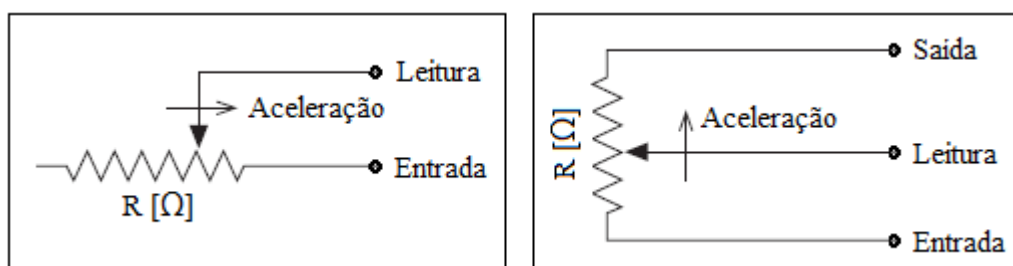 Leitura
Aceleração
Entrada
R [Ω]
Saída
Aceleração
R [Ω]
Leitura
Entrada